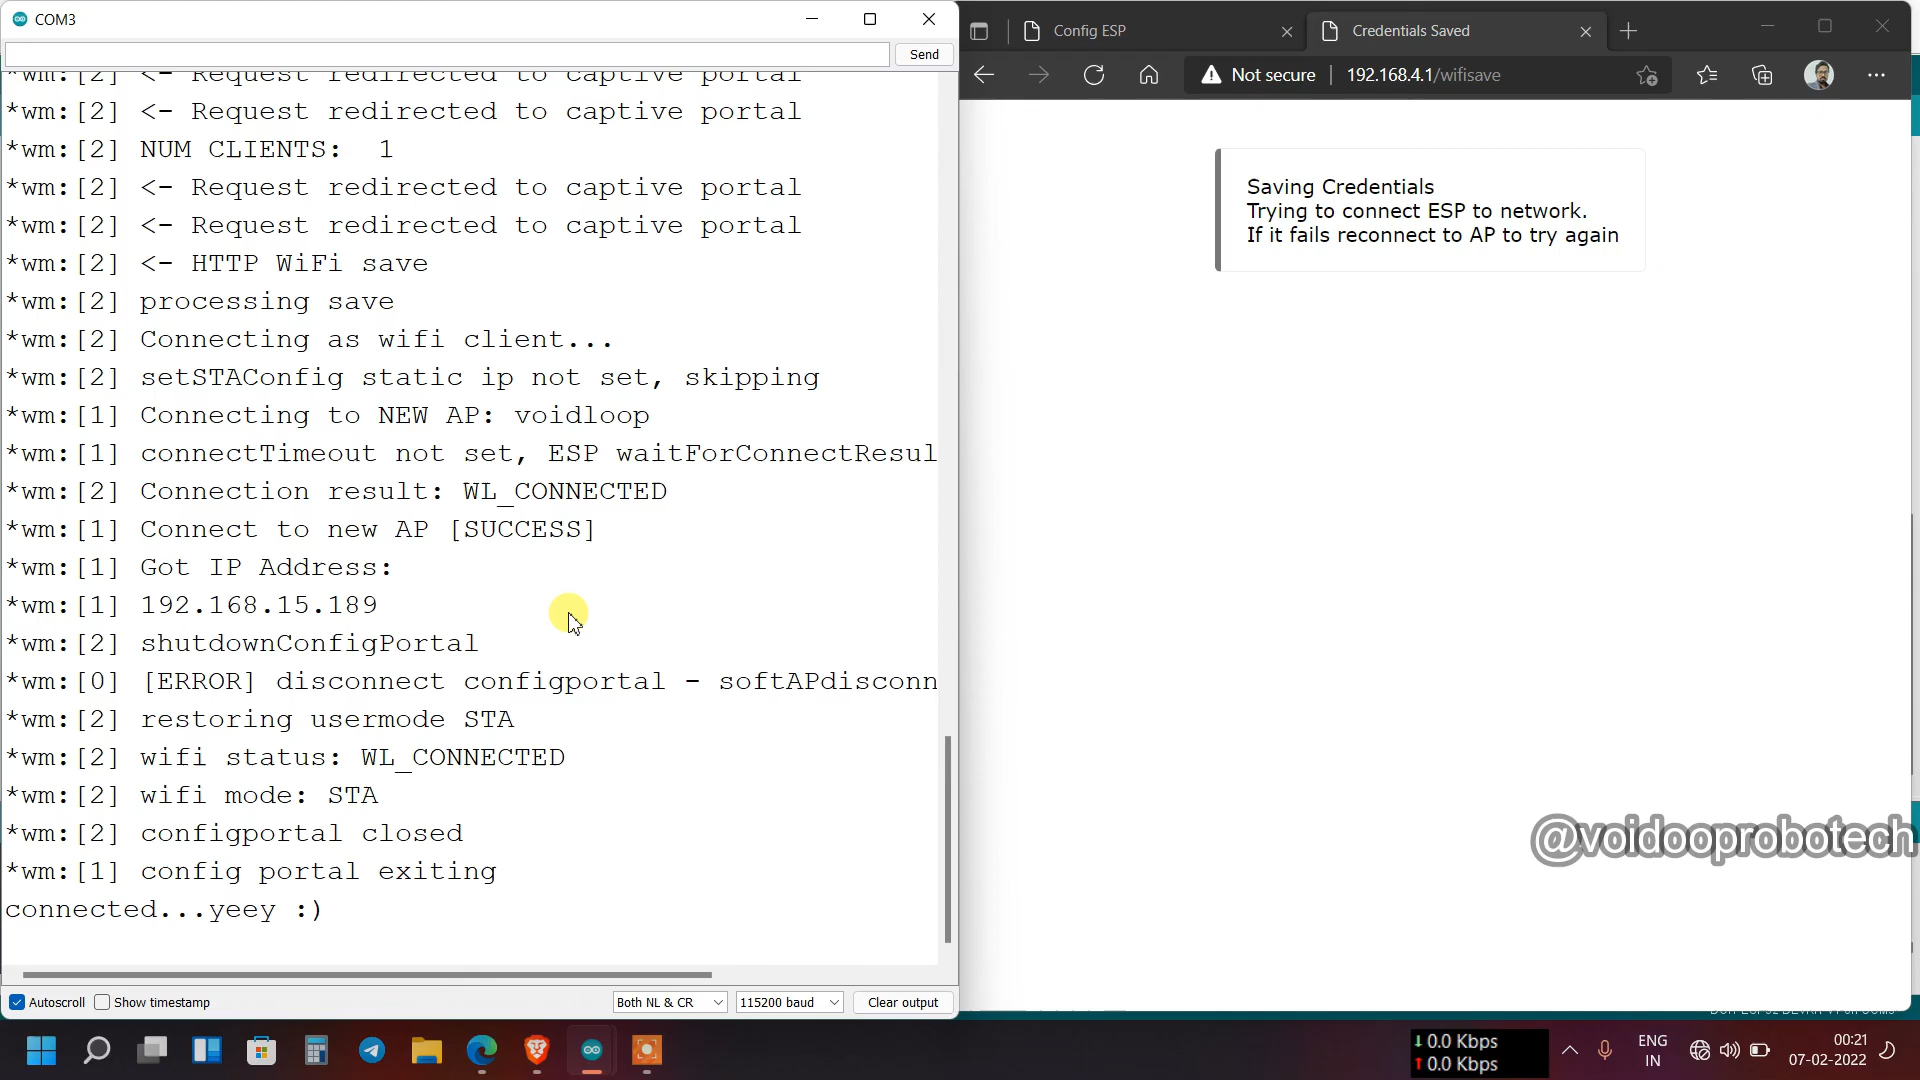 COM3
Send
*wm:[2] <- Request redirected to captive portal
*wm:[2] <- Request redirected to captive portal
*wm:[2] NUM CLIENTS:  1
*wm:[2] <- Request redirected to captive portal
*wm:[2] <- Request redirected to captive portal
*wm:[2] <- HTTP WiFi save
*wm:[2] processing save
*wm:[2] Connecting as wifi client...
*wm:[2] setSTAConfig static ip not set, skipping
*wm:[1] Connecting to NEW AP: voidloop
*wm:[1] connectTimeout not set, ESP waitForConnectResul
*wm:[2] Connection result: WL_CONNECTED
*wm:[1] Connect to new AP [SUCCESS]
*wm:[1] Got IP Address:
*wm:[1] 192.168.15.189
*wm:[2] shutdownConfigPortal
*wm:[0] [ERROR] disconnect configportal - softAPdisconn
*wm:[2] restoring usermode STA
*wm:[2] wifi status: WL_CONNECTED
*wm:[2] wifi mode: STA
*wm:[2] configportal closed
*wm:[1] config portal exiting
connected...yeey :)
Autoscroll
Show timestamp
Both NL & CR
115200 baud
Clear output
Config ESP
Credentials Saved
Not secure
192.168.4.1/wifisave
Saving Credentials
Trying to connect ESP to network.
If it fails reconnect to AP to try again
@voidooprobotech
0.0 Kbps
0.0 Kbps
ENG
IN
00:21
07-02-2022